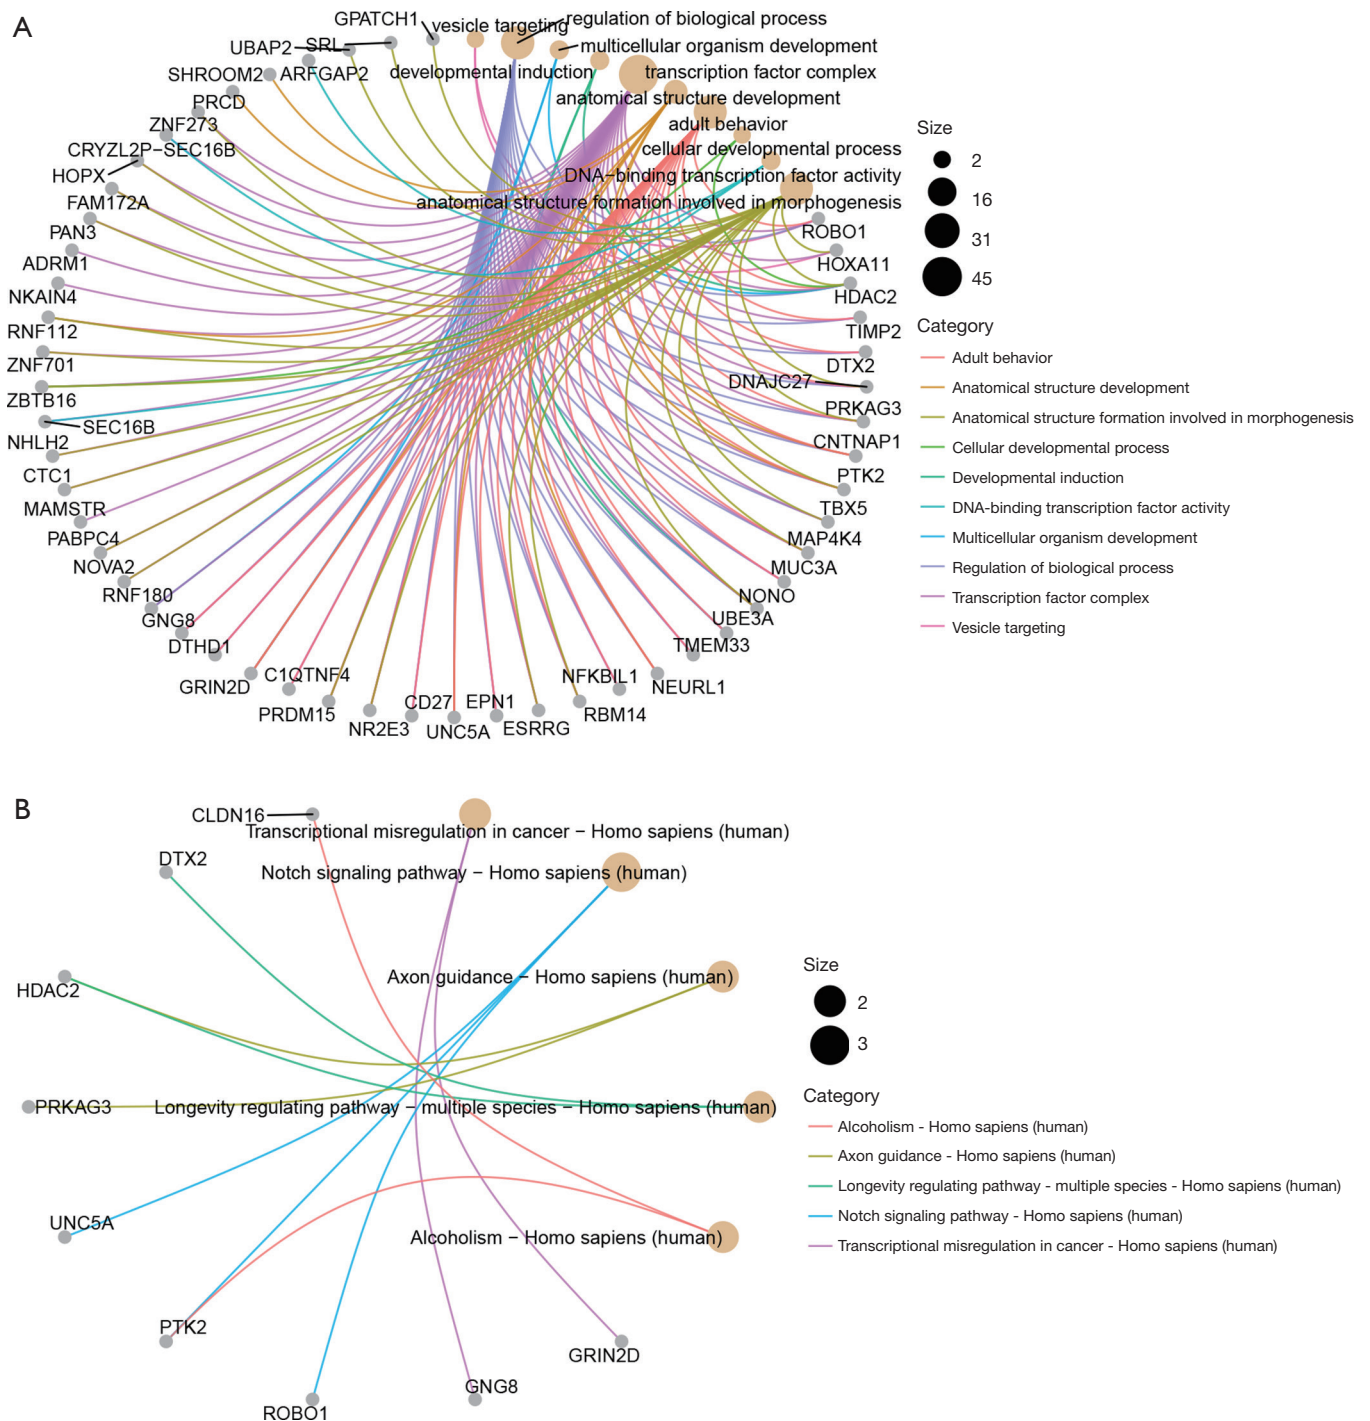 A
GPATCH1
vesicle targeting
regulation of biological process
UBAP2
SRL
multicellular organism development
SHROOM2
ARFGAP2
developmental induction
transcription factor complex
PRCD
anatomical structure development
ZNF273
adult behavior
CRYZL2P−SEC16B
cellular developmental process
HOPX
DNA−binding transcription factor activity
FAM172A
anatomical structure formation involved in morphogenesis
PAN3
ROBO1
ADRM1
HOXA11
NKAIN4
HDAC2
RNF112
TIMP2
ZNF701
DTX2
DNAJC27
ZBTB16
PRKAG3
SEC16B
NHLH2
CNTNAP1
CTC1
PTK2
MAMSTR
TBX5
PABPC4
MAP4K4
NOVA2
MUC3A
RNF180
NONO
GNG8
UBE3A
DTHD1
TMEM33
GRIN2D
C1QTNF4
NFKBIL1
NEURL1
PRDM15
CD27
EPN1
RBM14
NR2E3
UNC5A
ESRRG
Size
2
16
31
45
Category
Adult behavior
Anatomical structure development
Anatomical structure formation involved in morphogenesis
Cellular developmental process
Developmental induction
DNA-binding transcription factor activity
Multicellular organism development
Regulation of biological process
Transcription factor complex
Vesicle targeting
B
CLDN16
Transcriptional misregulation in cancer − Homo sapiens (human)
DTX2
Notch signaling pathway − Homo sapiens (human)
Axon guidance − Homo sapiens (human)
HDAC2
PRKAG3
Longevity regulating pathway − multiple species − Homo sapiens (human)
UNC5A
Alcoholism − Homo sapiens (human)
PTK2
GRIN2D
GNG8
ROBO1
Size
2
3
Category
Alcoholism - Homo sapiens (human)
Axon guidance - Homo sapiens (human)
Longevity regulating pathway - multiple species - Homo sapiens (human)
Notch signaling pathway - Homo sapiens (human)
Transcriptional misregulation in cancer - Homo sapiens (human)